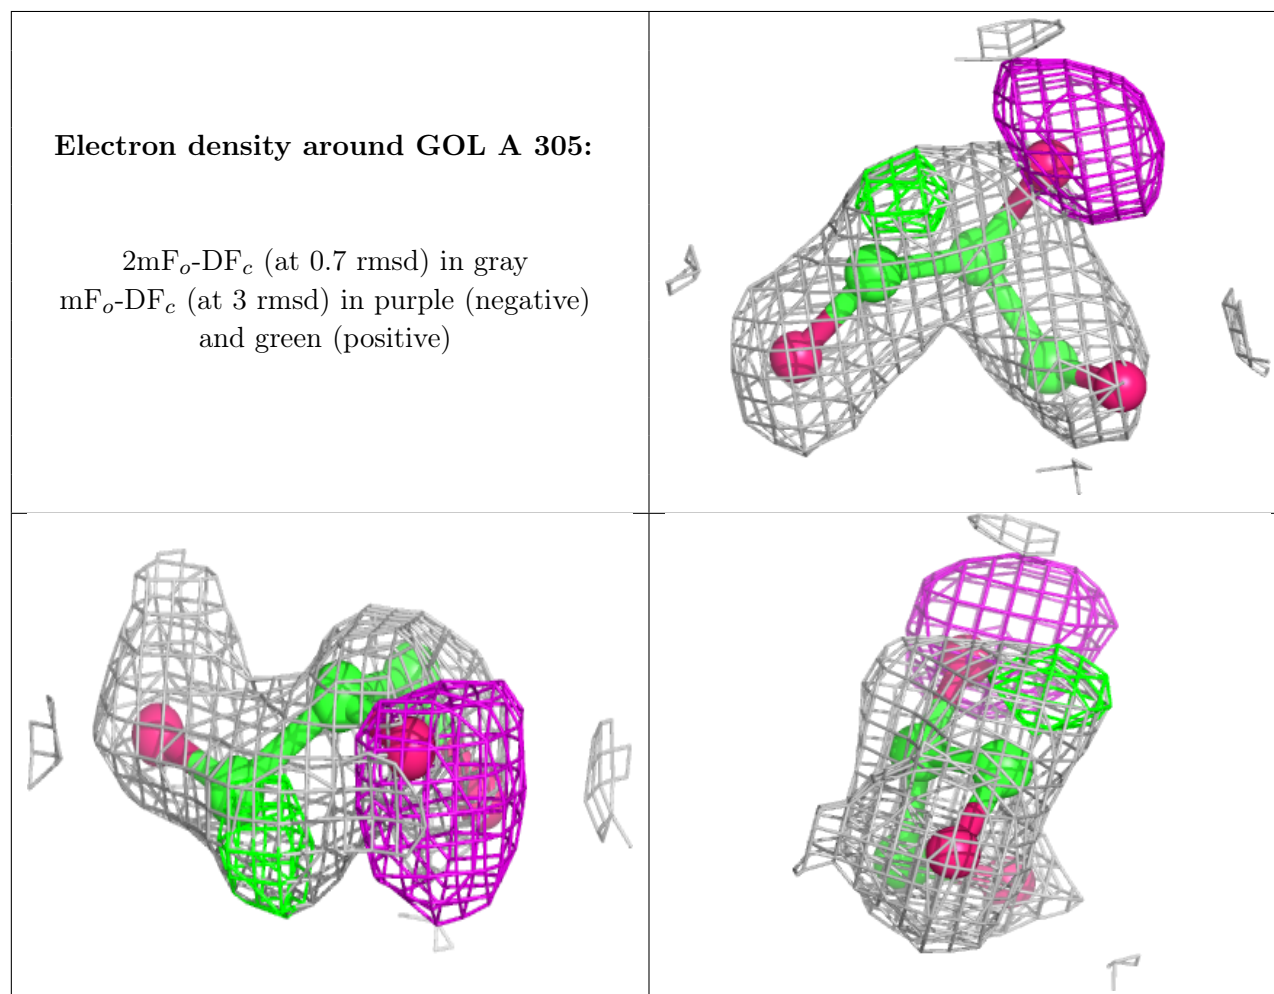 Electron density around GOL A 305:
2mFₒ-DF𝒸 (at 0.7 rmsd) in gray
mFₒ-DF𝒸 (at 3 rmsd) in purple (negative)
and green (positive)